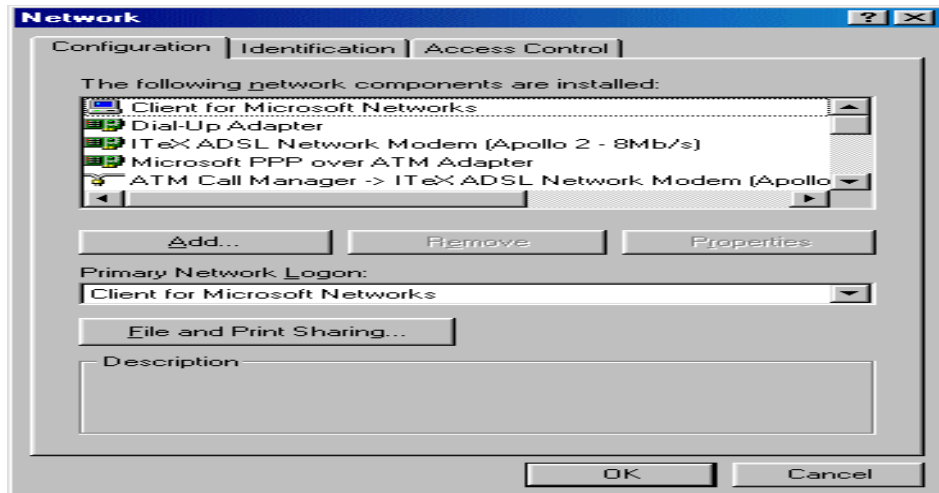 Network
Configuration Identification Access Control
The following network components are installed:
Client for Microsoft Networks
Dial-Up Adapter
ITeX ADSL Network Modem (Apollo 2 - 8Mb/s)
Microsoft PPP over ATM Adapter
ATM Call Manager -> ITeX ADSL Network Modem (Apollo
Add... Remove Properties
Primary Network Logon:
Client for Microsoft Networks
File and Print Sharing...
Description
OK Cancel